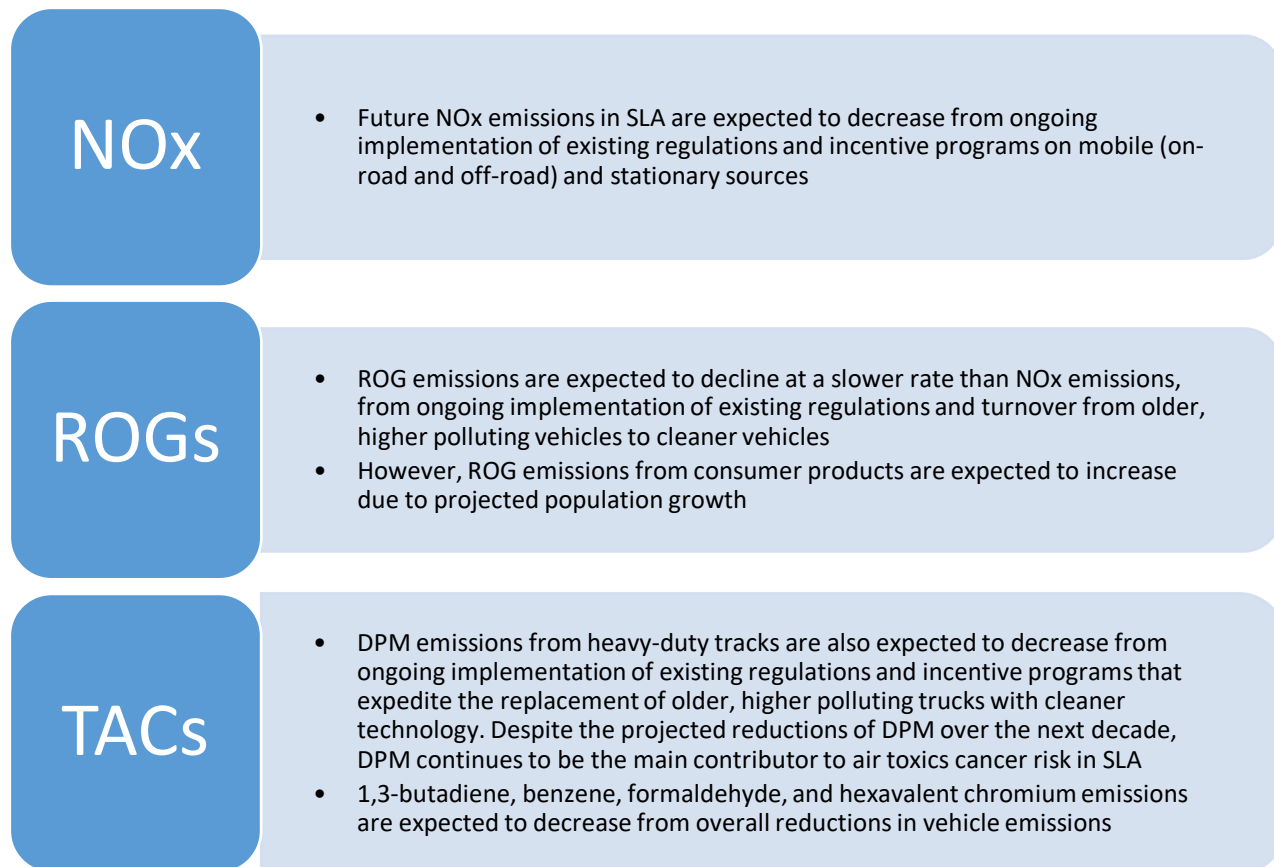 NOx
• Future NOx emissions in SLA are expected to decrease from ongoing
implementation of existing regulations and incentive programs on mobile (on-
road and off-road) and stationary sources
ROGs
• ROG emissions are expected to decline at a slower rate than NOx emissions,
from ongoing implementation of existing regulations and turnover from older,
higher polluting vehicles to cleaner vehicles
• However, ROG emissions from consumer products are expected to increase
due to projected population growth
TACs
• DPM emissions from heavy-duty tracks are also expected to decrease from
ongoing implementation of existing regulations and incentive programs that
expedite the replacement of older, higher polluting trucks with cleaner
technology. Despite the projected reductions of DPM over the next decade,
DPM continues to be the main contributor to air toxics cancer risk in SLA
• 1,3-butadiene, benzene, formaldehyde, and hexavalent chromium emissions
are expected to decrease from overall reductions in vehicle emissions